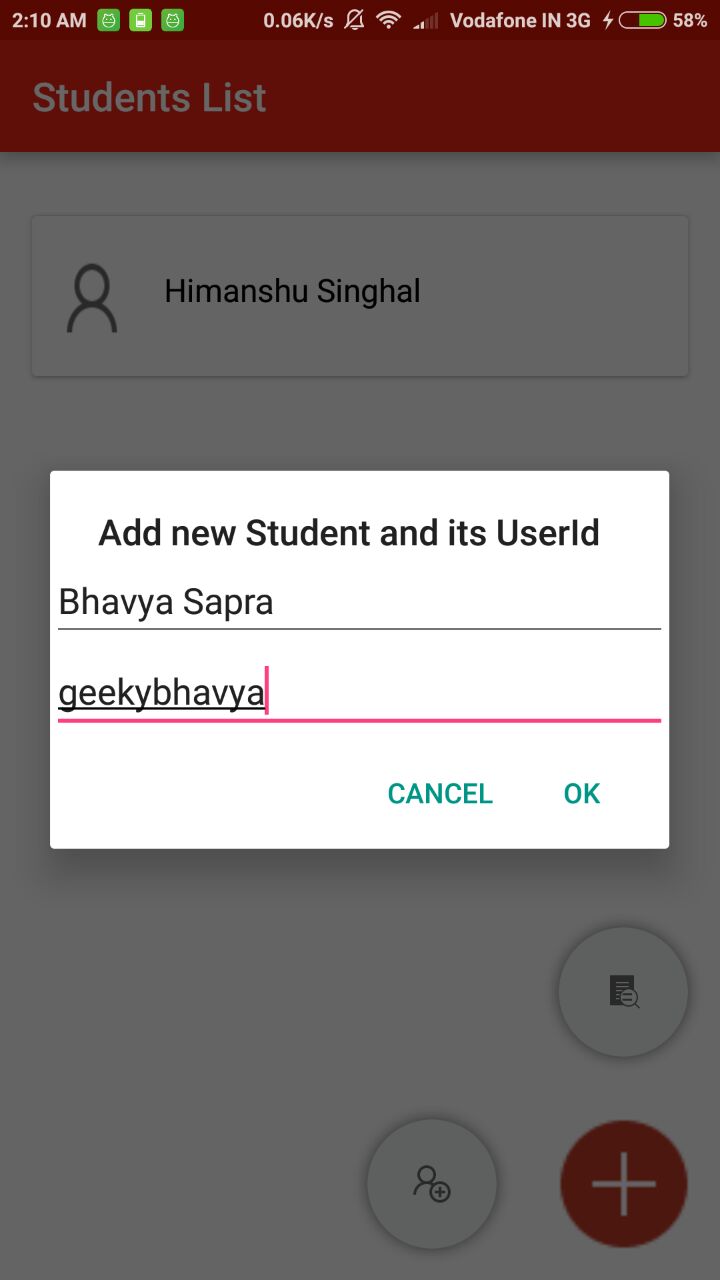 2:10 AM 0.06K/s Vodafone IN 3G 58%
Students List
Himanshu Singhal
Add new Student and its UserId
Bhavya Sapra
geekybhavya
CANCEL OK